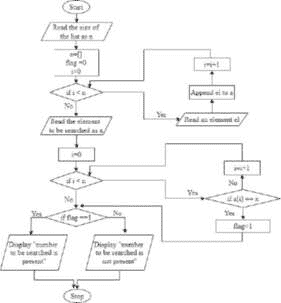 Start
Read the size of
the list as n
a=[]
flag =0
i=0
i=i+1
if i < n
Append el to a
No
Yes
Read an element el
Read the element
to be searched as x
i=0
i=i+1
if i < n
No
Yes
if a[i] == x
No
Yes
if flag ==1
Yes
No
flag=1
Display "number
to be searched is
present"
Display "number
to be searched is
not present"
Stop